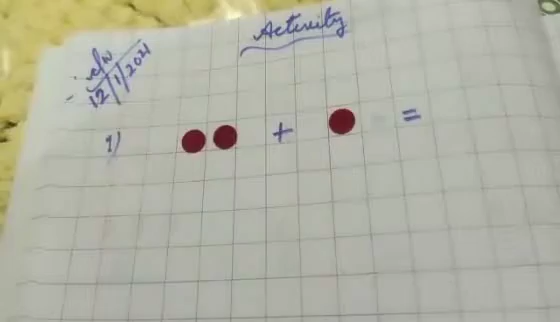 Activity
c/w
12/1/2021
1) + =